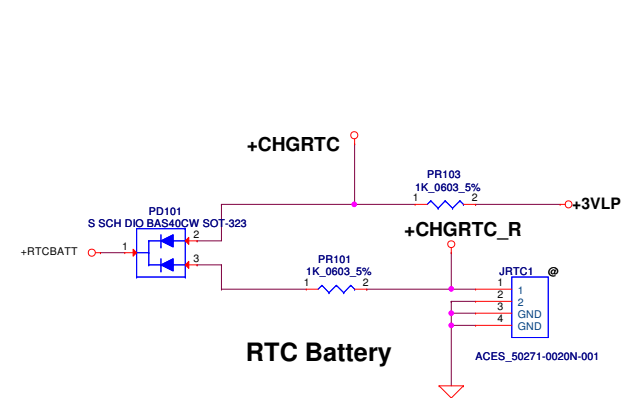 +CHGRTC
PR103
1K_0603_5%
1
2
+3VLP
PD101
S SCH DIO BAS40CW SOT-323
+CHGRTC_R
+RTCBATT
1
2
3
PR101
1K_0603_5%
1
2
JRTC1
@
1
2
3
4
1
2
GND
GND
RTC Battery
ACES_50271-0020N-001